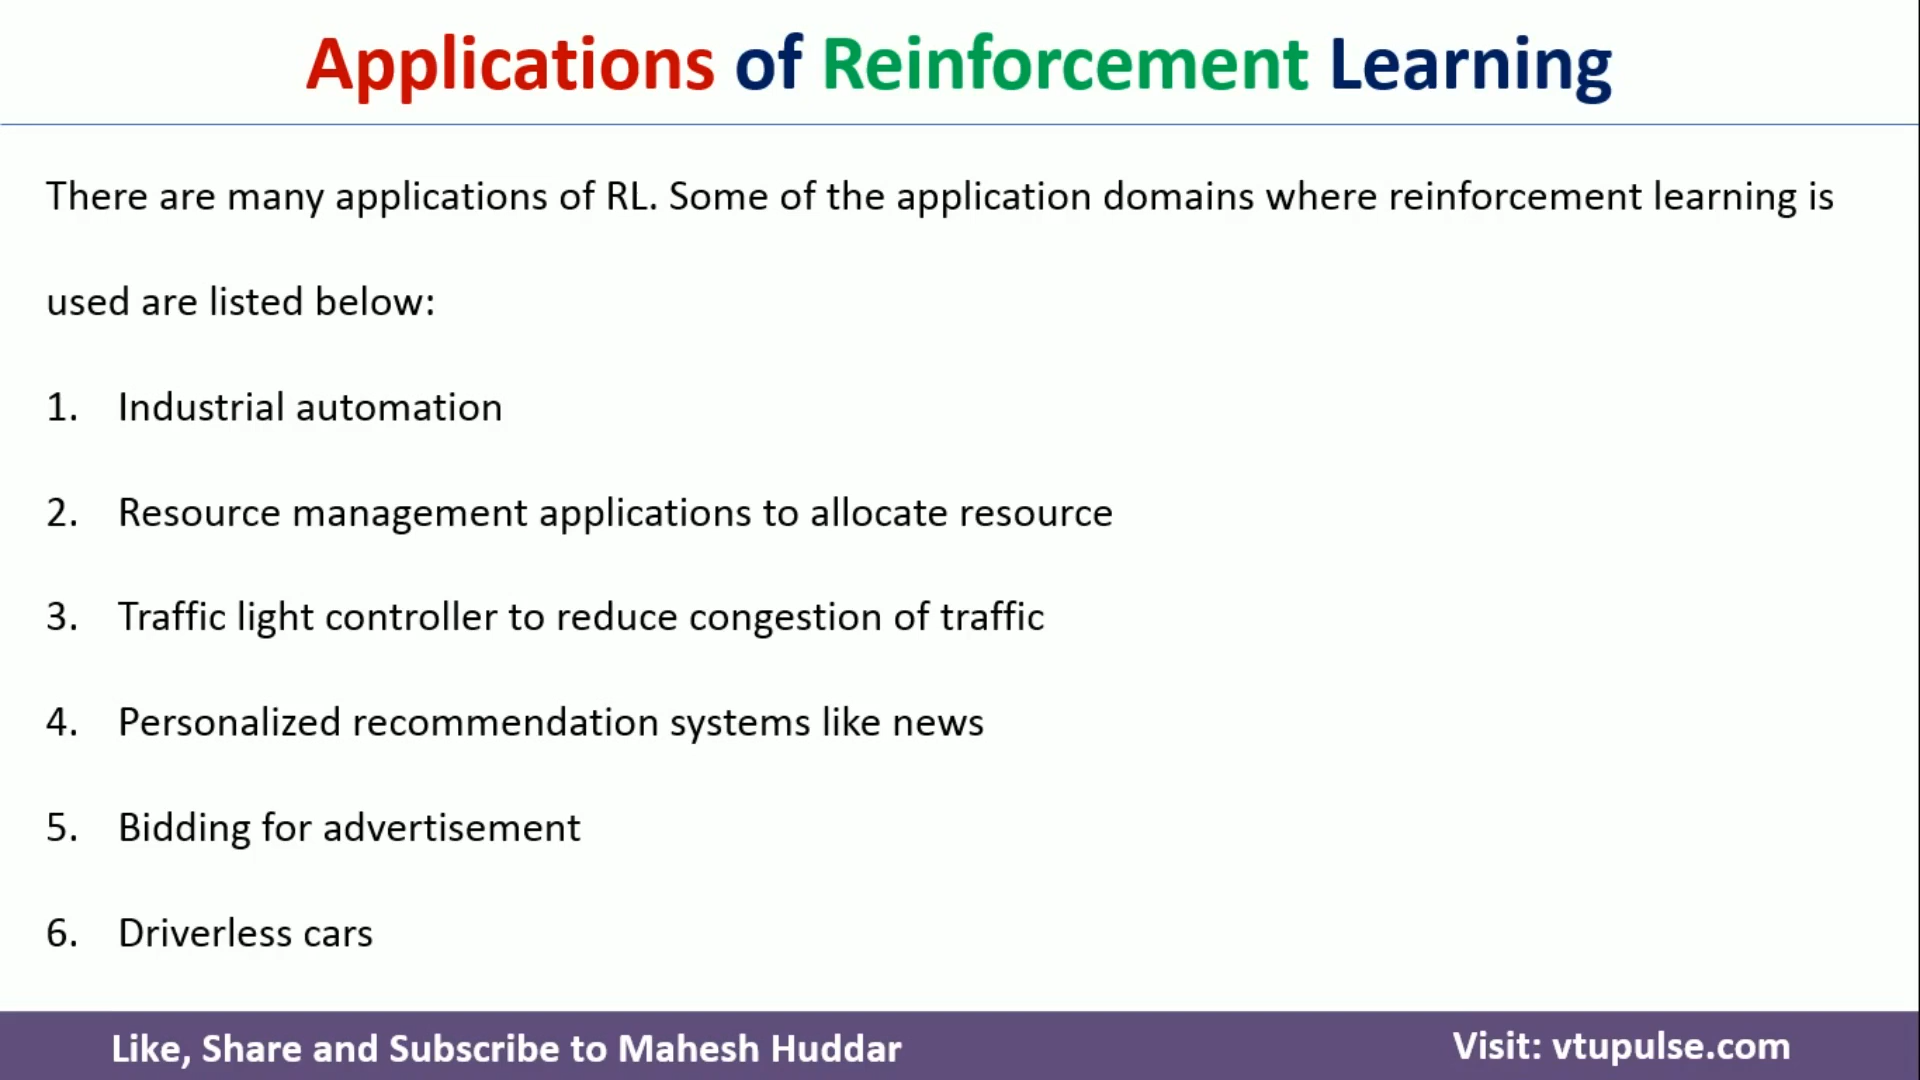 Applications of Reinforcement Learning
There are many applications of RL. Some of the application domains where reinforcement learning is
used are listed below:
1. Industrial automation
2. Resource management applications to allocate resource
3. Traffic light controller to reduce congestion of traffic
4. Personalized recommendation systems like news
5. Bidding for advertisement
6. Driverless cars
Like, Share and Subscribe to Mahesh Huddar
Visit: vtupulse.com